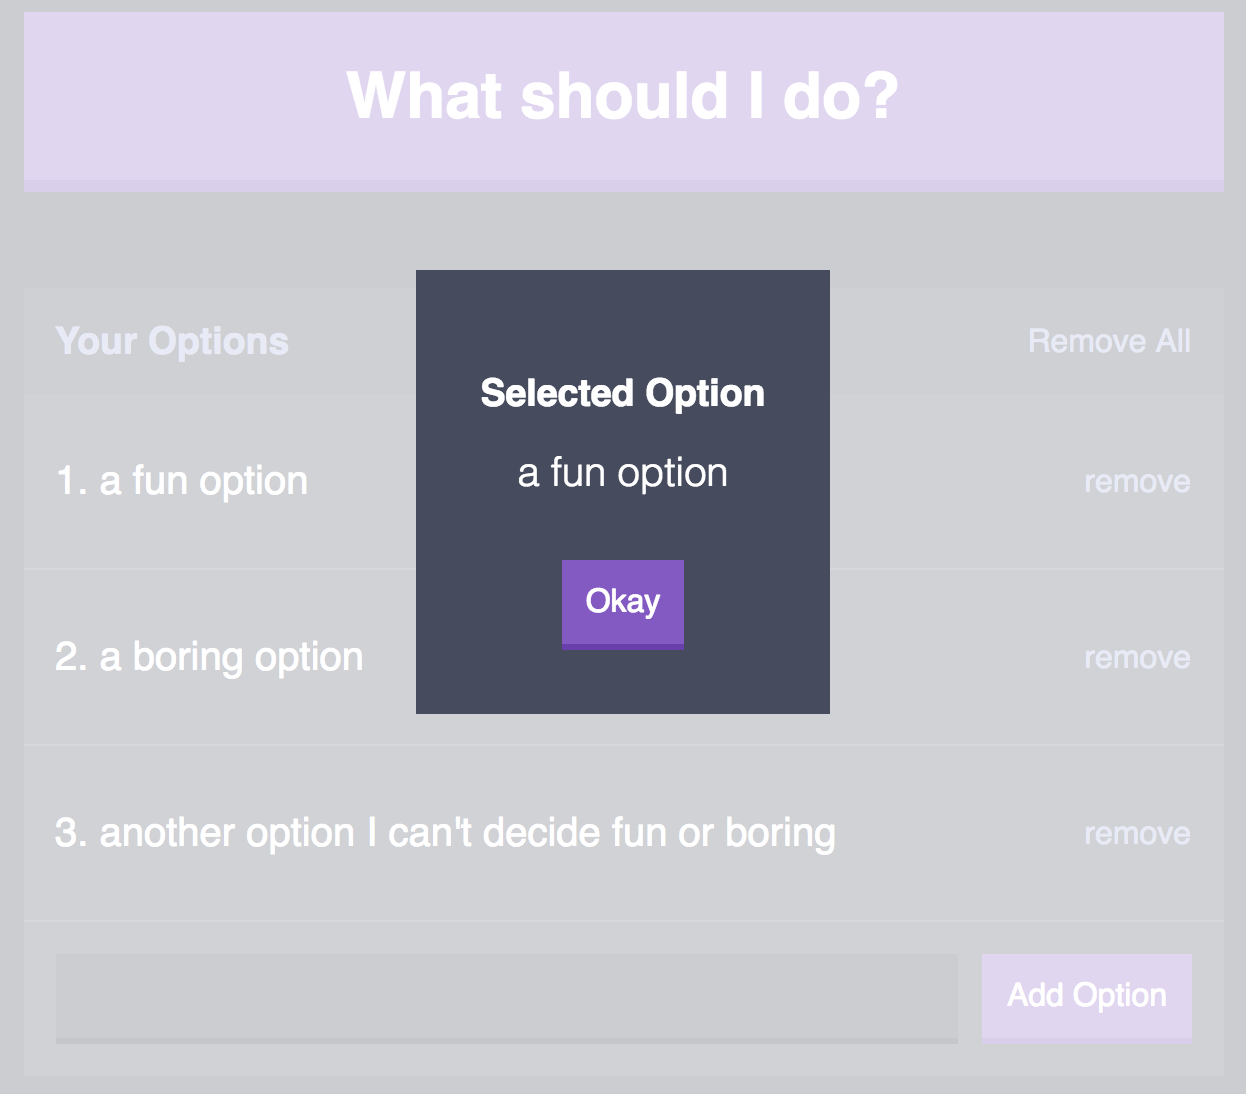 What should I do?
Your Options
Remove All
Selected Option
a fun option
Okay
1. a fun option
remove
2. a boring option
remove
3. another option I can't decide fun or boring
remove
Add Option